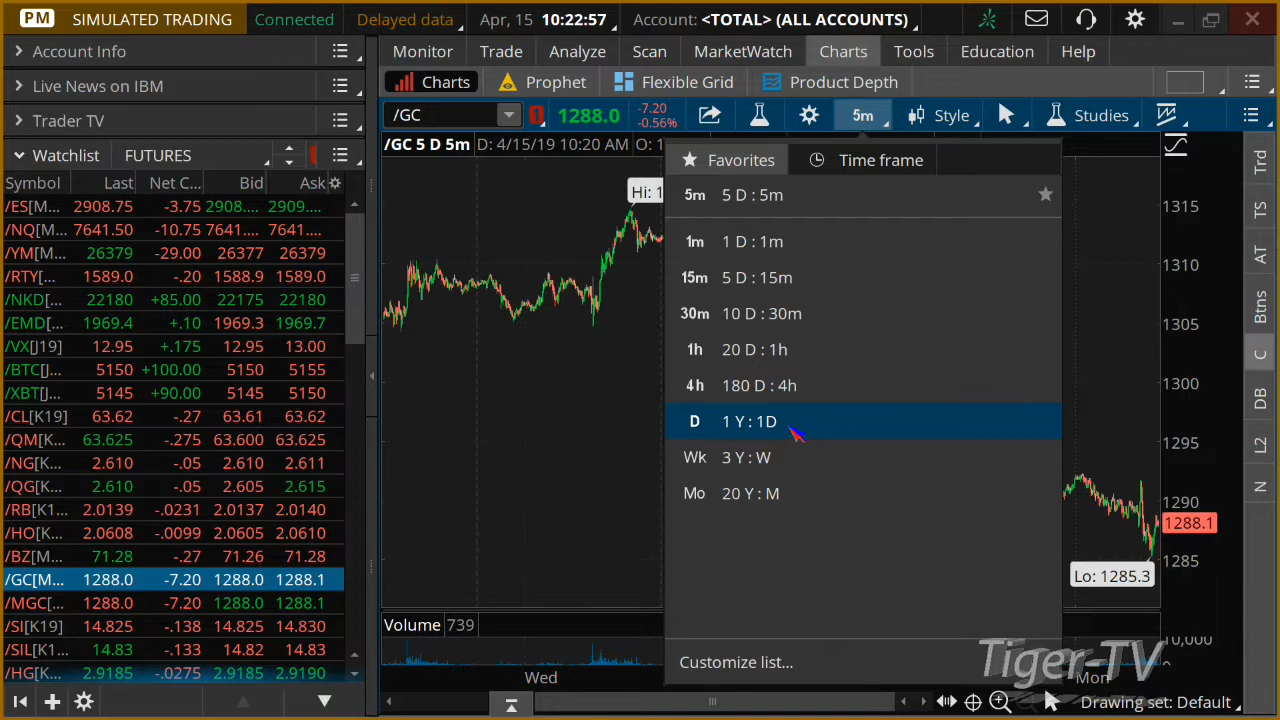 PM SIMULATED TRADING Connected Delayed data Apr, 15 10:22:57 Account: <TOTAL> (ALL ACCOUNTS)
Account Info
Live News on IBM
Trader TV
Watchlist FUTURES
Symbol Last Net C... Bid Ask
/ES[M... 2908.75 -3.75 2908.... 2909....
/NQ[M... 7641.50 -10.75 7641.... 7641....
/YM[M... 26379 -29.00 26377 26379
/RTY[... 1589.0 -.20 1588.9 1589.0
/NKD[... 22180 +85.00 22175 22180
/EMD[... 1969.4 +.10 1969.3 1969.7
/VX[J19] 12.95 +.175 12.95 13.00
/BTC[... 5150 +100.00 5150 5155
/XBT[... 5145 +90.00 5145 5155
/CL[K19] 63.62 -.27 63.61 63.62
/QM[K... 63.625 -.275 63.600 63.625
/NG[K... 2.610 -.05 2.610 2.611
/QG[K... 2.610 -.05 2.605 2.615
/RB[K1... 2.0139 -.0231 2.0137 2.0140
/HO[K... 2.0608 -.0099 2.0605 2.0610
/BZ[M... 71.28 -.27 71.26 71.28
/GC[M... 1288.0 -7.20 1288.0 1288.1
/MGC[... 1288.0 -7.20 1288.0 1288.1
/SI[K19] 14.825 -.138 14.825 14.830
/SIL[K1... 14.83 -.131 14.82 14.83
/HG[K... 2.9185 -.0275 2.9185 2.9190
Monitor Trade Analyze Scan MarketWatch Charts Tools Education Help
Charts Prophet Flexible Grid Product Depth
/GC 1 1288.0 -7.20 -0.56% 5m Style Studies
/GC 5 D 5m D: 4/15/19 10:20 AM O: 1
Hi: 1
Favorites Time frame
5m 5 D : 5m
1m 1 D : 1m
15m 5 D : 15m
30m 10 D : 30m
1h 20 D : 1h
4h 180 D : 4h
D 1 Y : 1D
Wk 3 Y : W
Mo 20 Y : M
Customize list...
1315
1310
1305
1300
1295
1290
1288.1
1285
Lo: 1285.3
Volume 739
10,000
Wed Mon
Tiger-TV
Drawing set: Default
Trd
TS
AT
Btns
C
DB
L2
N